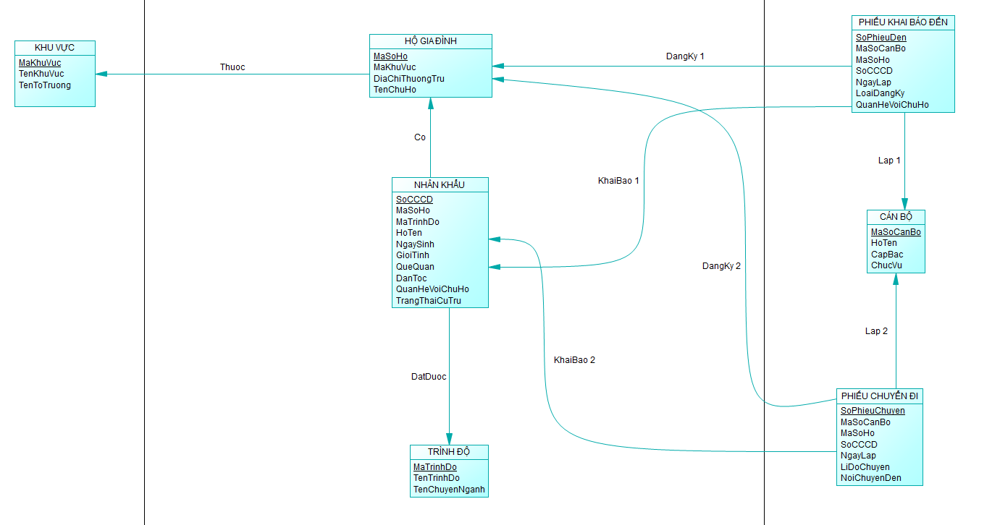 KHU VỰC
MaKhuVuc
TenKhuVuc
TenToTruong
Thuoc
HỘ GIA ĐÌNH
MaSoHo
MaKhuVuc
DiaChiThuongTru
TenChuHo
DangKy 1
PHIẾU KHAI BÁO ĐẾN
SoPhieuDen
MaSoCanBo
MaSoHo
SoCCCD
NgayLap
LoaiDangKy
QuanHeVoiChuHo
Co
KhaiBao 1
Lap 1
NHÂN KHẨU
SoCCCD
MaSoHo
MaTrinhDo
HoTen
NgaySinh
GioiTinh
QueQuan
DanToc
QuanHeVoiChuHo
TrangThaiCuTru
DangKy 2
CÁN BỘ
MaSoCanBo
HoTen
CapBac
ChucVu
Lap 2
KhaiBao 2
DatDuoc
PHIẾU CHUYỂN ĐI
SoPhieuChuyen
MaSoCanBo
MaSoHo
SoCCCD
NgayLap
LiDoChuyen
NoiChuyenDen
TRÌNH ĐỘ
MaTrinhDo
TenTrinhDo
TenChuyenNganh